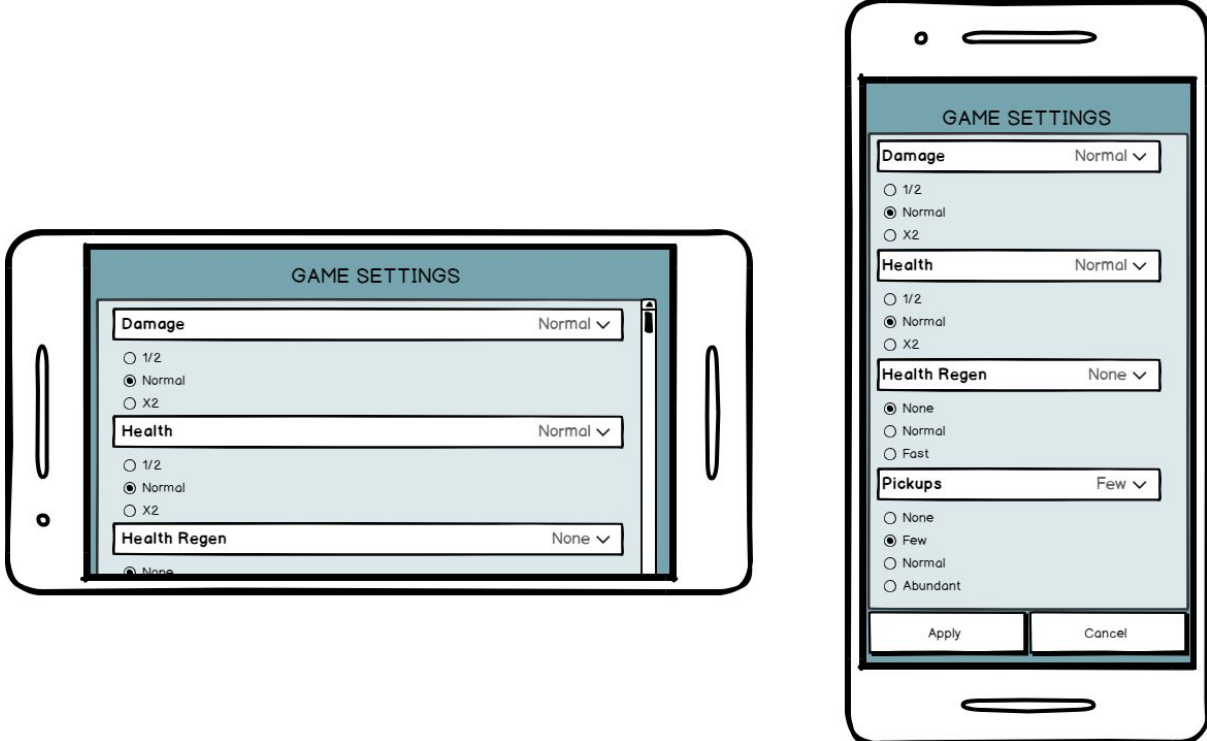 GAME SETTINGS
Damage Normal
1/2
Normal
X2
Health Normal
1/2
Normal
X2
Health Regen None
None
GAME SETTINGS
Damage Normal
1/2
Normal
X2
Health Normal
1/2
Normal
X2
Health Regen None
None
Normal
Fast
Pickups Few
None
Few
Normal
Abundant
Apply Cancel